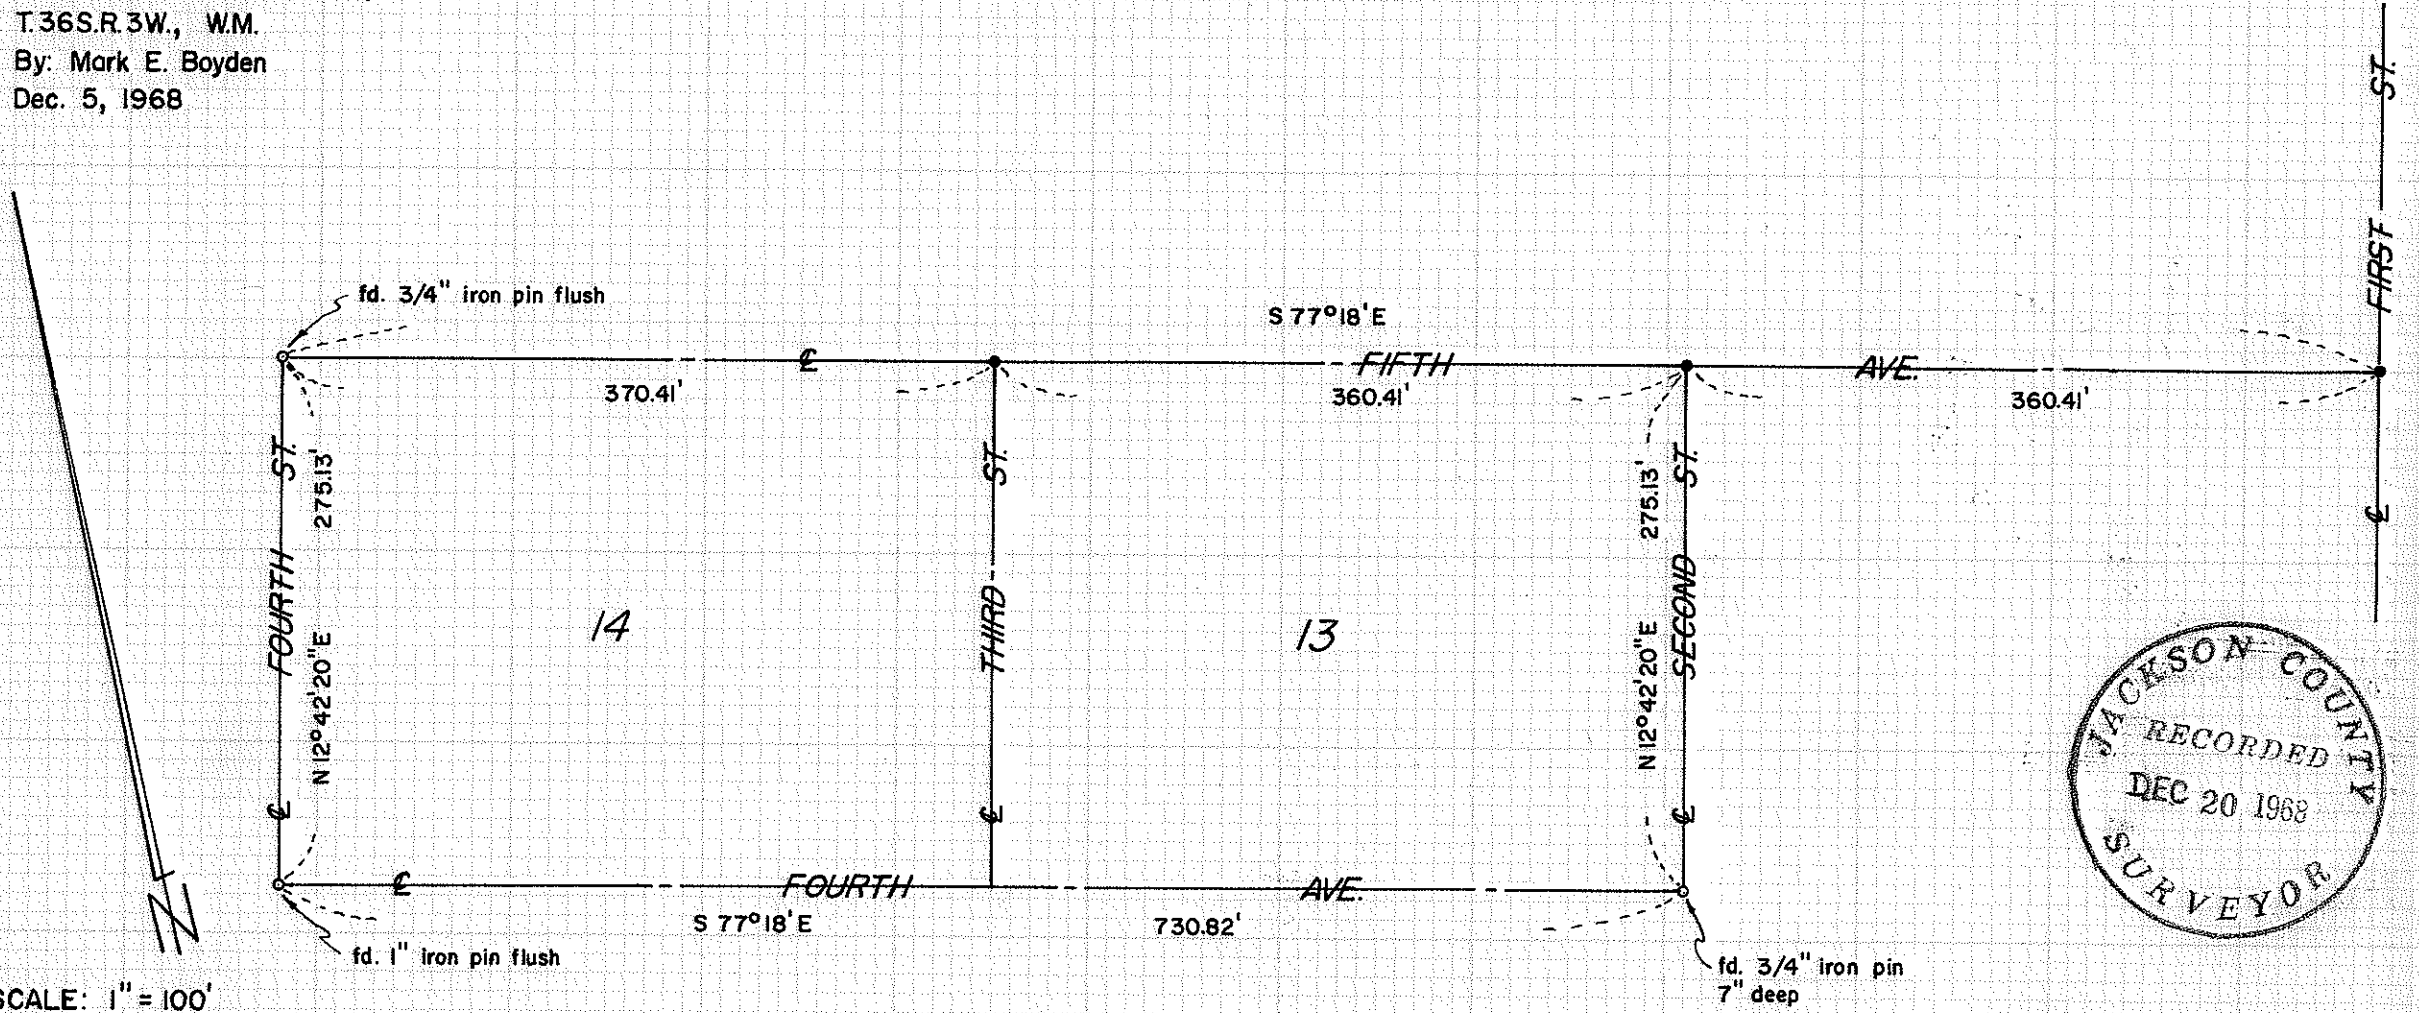 T.36S.R.3W., W.M.
By: Mark E. Boyden
Dec. 5, 1968
FIRST ST.
℄
fd. 3/4" iron pin flush
S 77°18'E
℄ FIFTH AVE.
370.41'
360.41'
360.41'
FOURTH ST.
℄
N 12°42'20"E 275.13'
THIRD ST.
℄
N 12°42'20"E 275.13'
SECOND ST.
℄
14
13
℄ FOURTH AVE.
S 77°18'E 730.82'
fd. 1" iron pin flush
fd. 3/4" iron pin
7" deep
N
SCALE: 1" = 100'
JACKSON COUNTY
RECORDED
DEC 20 1968
SURVEYOR